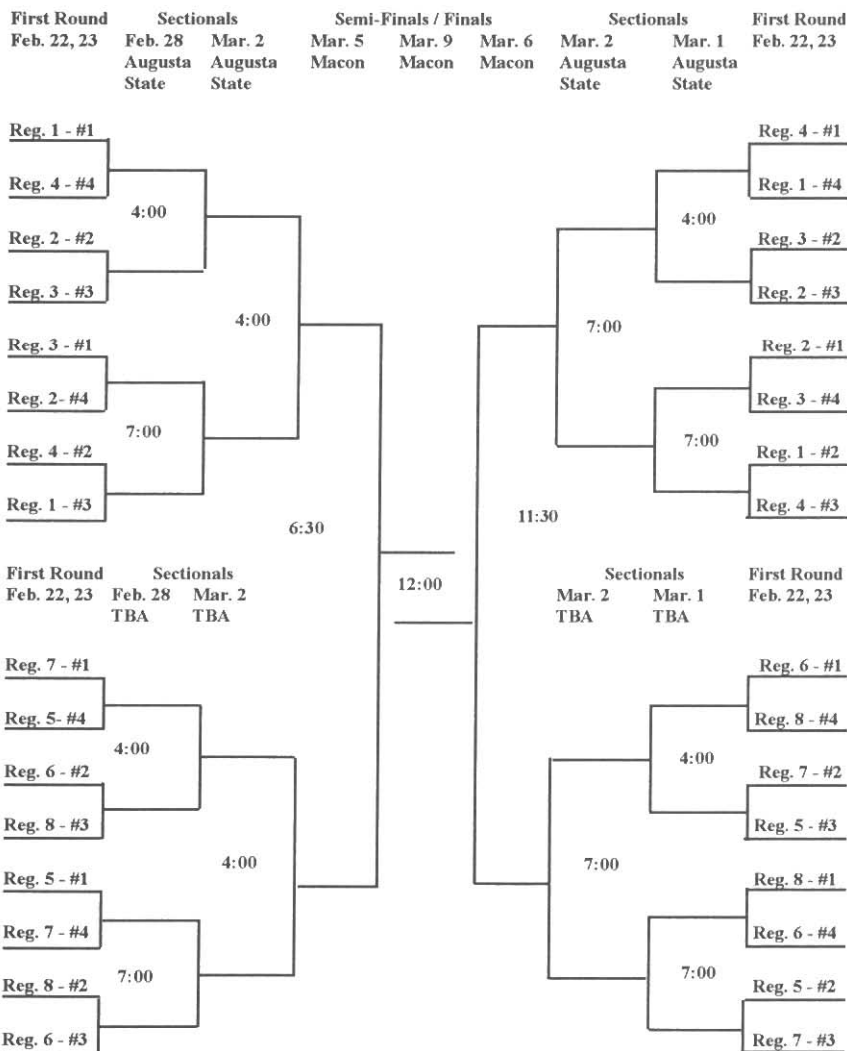 First Round Sectionals Semi-Finals / Finals Sectionals First Round
Feb. 22, 23 Feb. 28 Mar. 2 Mar. 5 Mar. 9 Mar. 6 Mar. 2 Mar. 1 Feb. 22, 23
Augusta Augusta Macon Macon Macon Augusta Augusta
State State State State
Reg. 1 - #1 Reg. 4 - #1
Reg. 4 - #4 Reg. 1 - #4
4:00 4:00
Reg. 2 - #2 Reg. 3 - #2
Reg. 3 - #3 Reg. 2 - #3
4:00 7:00
Reg. 3 - #1 Reg. 2 - #1
Reg. 2- #4 Reg. 3 - #4
7:00 7:00
Reg. 4 - #2 Reg. 1 - #2
Reg. 1 - #3 Reg. 4 - #3
6:30 11:30
First Round Sectionals Sectionals First Round
Feb. 22, 23 Feb. 28 Mar. 2 12:00 Mar. 2 Mar. 1 Feb. 22, 23
TBA TBA TBA TBA
Reg. 7 - #1 Reg. 6 - #1
Reg. 5- #4 Reg. 8 - #4
4:00 4:00
Reg. 6 - #2 Reg. 7 - #2
Reg. 8 - #3 Reg. 5 - #3
4:00 7:00
Reg. 5 - #1 Reg. 8 - #1
Reg. 7 - #4 Reg. 6 - #4
7:00 7:00
Reg. 8 - #2 Reg. 5 - #2
Reg. 6 - #3 Reg. 7 - #3